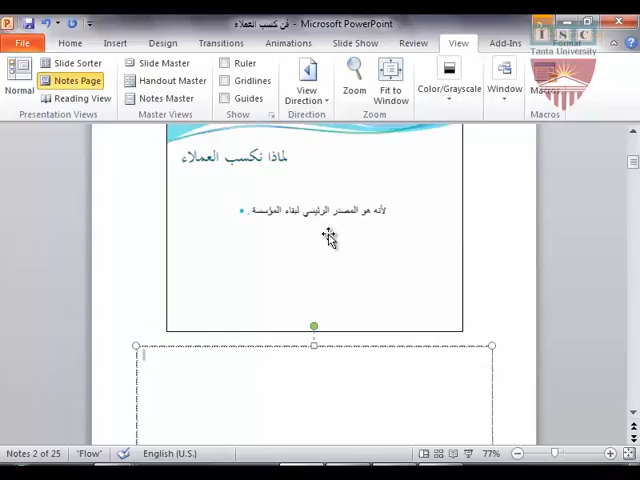 فن كسب العملاء - Microsoft PowerPoint
File Home Insert Design Transitions Animations Slide Show Review View Add-Ins Format
ISC
Tanta University
Normal
Slide Sorter
Notes Page
Reading View
Presentation Views
Slide Master
Handout Master
Notes Master
Master Views
Ruler
Gridlines
Guides
Show
View Direction
Direction
Zoom
Fit to Window
Zoom
Color/Grayscale
Window
Macros
Macros
لماذا نكسب العملاء
لأنه هو المصدر الرئيسي لبقاء المؤسسة .
Notes 2 of 25 "Flow" English (U.S.) 77%